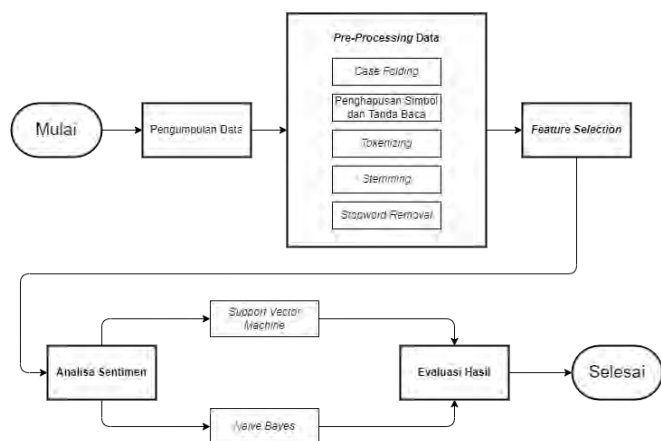 Pre-Processing Data
Case Folding
Penghapusan Simbol
dan Tanda Baca
Mulai
Pengumpulan Data
Feature Selection
Tokenizing
Stemming
Stopword Removal
Support Vector
Machine
Analisa Sentimen
Evaluasi Hasil
Selesai
Naive Bayes